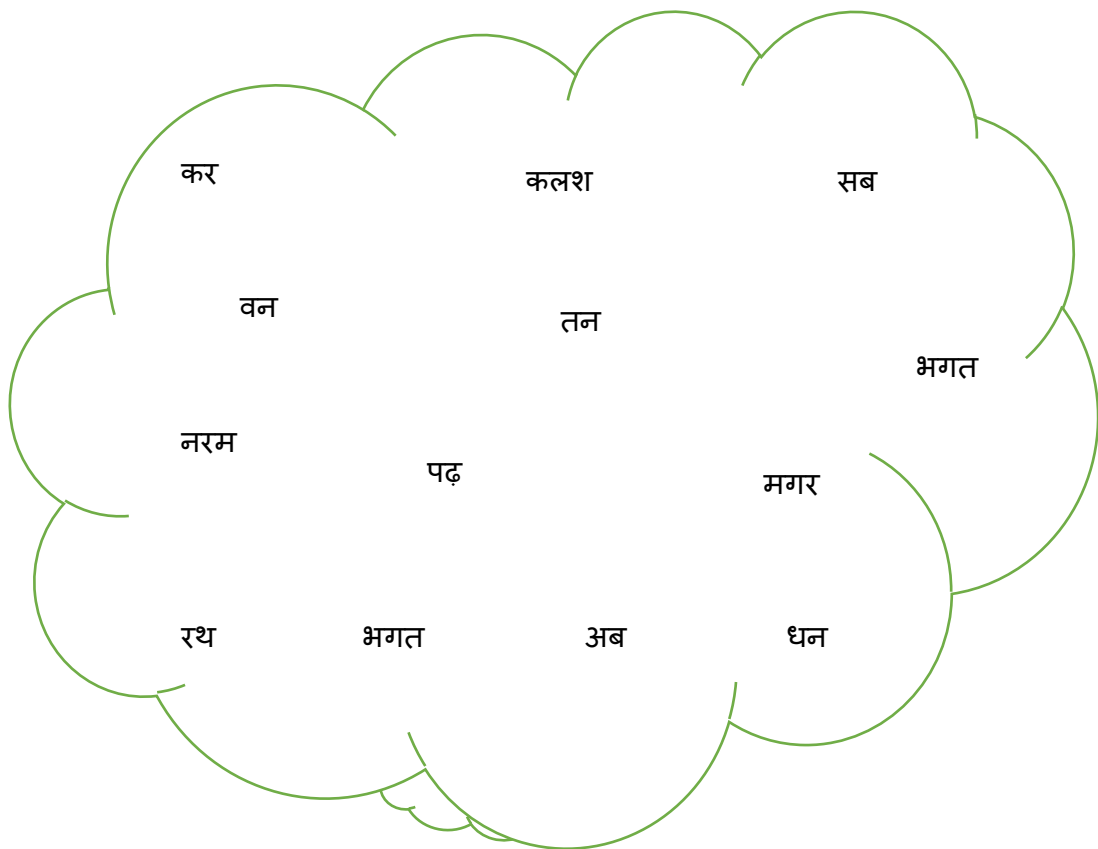 कर कलश सब
वन तन
भगत
नरम पढ़ मगर
रथ भगत अब धन